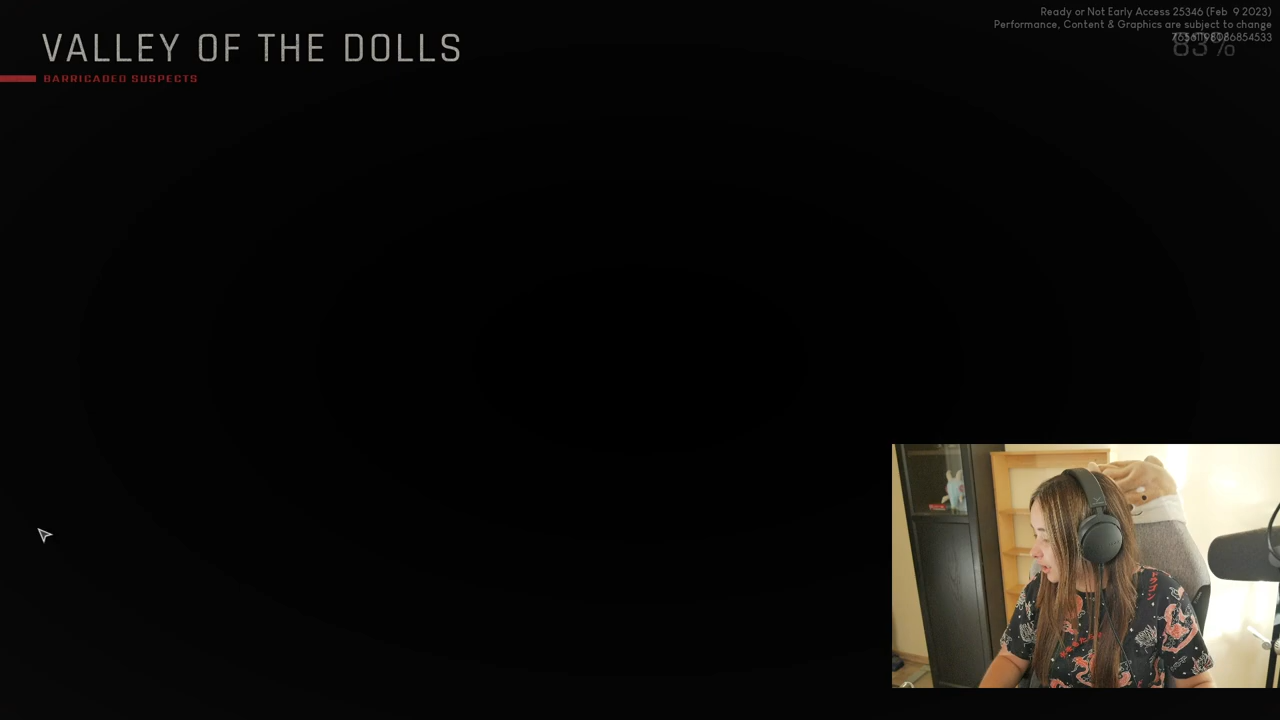 VALLEY OF THE DOLLS
BARRICADED SUSPECTS
Ready or Not Early Access 25346 (Feb 9 2023)
Performance, Content & Graphics are subject to change
83%